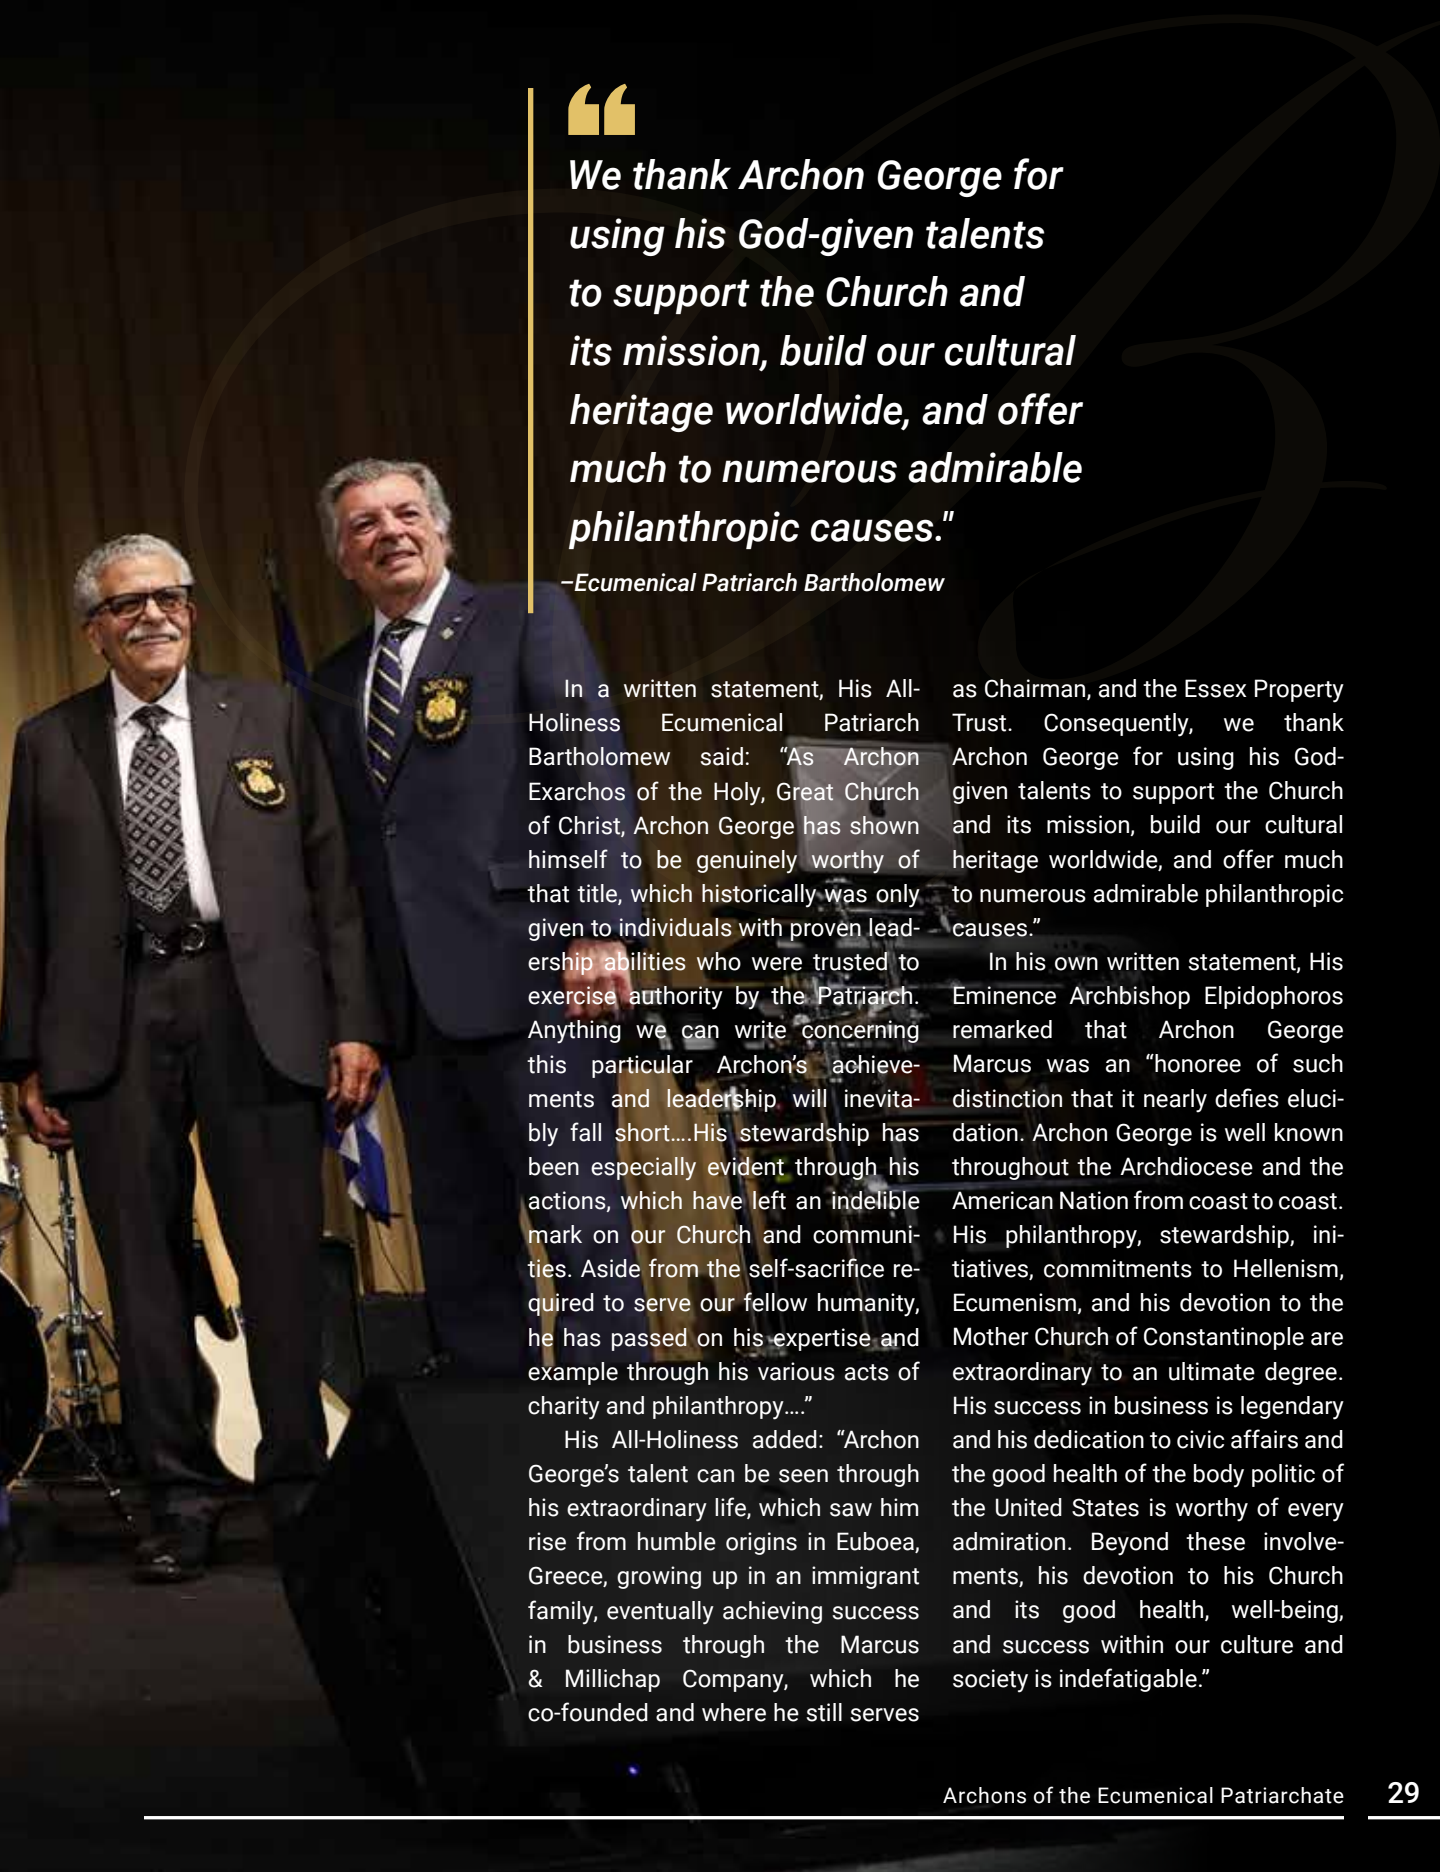 We thank Archon George for
using his God-given talents
to support the Church and
its mission, build our cultural
heritage worldwide, and offer
much to numerous admirable
philanthropic causes."
–Ecumenical Patriarch Bartholomew
In a written statement, His All-
Holiness Ecumenical Patriarch
Bartholomew said: “As Archon
Exarchos of the Holy, Great Church
of Christ, Archon George has shown
himself to be genuinely worthy of
that title, which historically was only
given to individuals with proven lead-
ership abilities who were trusted to
exercise authority by the Patriarch.
Anything we can write concerning
this particular Archon’s achieve-
ments and leadership will inevita-
bly fall short….His stewardship has
been especially evident through his
actions, which have left an indelible
mark on our Church and communi-
ties. Aside from the self-sacrifice re-
quired to serve our fellow humanity,
he has passed on his expertise and
example through his various acts of
charity and philanthropy….”
His All-Holiness added: “Archon
George’s talent can be seen through
his extraordinary life, which saw him
rise from humble origins in Euboea,
Greece, growing up in an immigrant
family, eventually achieving success
in business through the Marcus
& Millichap Company, which he
co-founded and where he still serves
as Chairman, and the Essex Property
Trust. Consequently, we thank
Archon George for using his God-
given talents to support the Church
and its mission, build our cultural
heritage worldwide, and offer much
to numerous admirable philanthropic
causes.”
In his own written statement, His
Eminence Archbishop Elpidophoros
remarked that Archon George
Marcus was an “honoree of such
distinction that it nearly defies eluci-
dation. Archon George is well known
throughout the Archdiocese and the
American Nation from coast to coast.
His philanthropy, stewardship, ini-
tiatives, commitments to Hellenism,
Ecumenism, and his devotion to the
Mother Church of Constantinople are
extraordinary to an ultimate degree.
His success in business is legendary
and his dedication to civic affairs and
the good health of the body politic of
the United States is worthy of every
admiration. Beyond these involve-
ments, his devotion to his Church
and its good health, well-being,
and success within our culture and
society is indefatigable.”
Archons of the Ecumenical Patriarchate 29